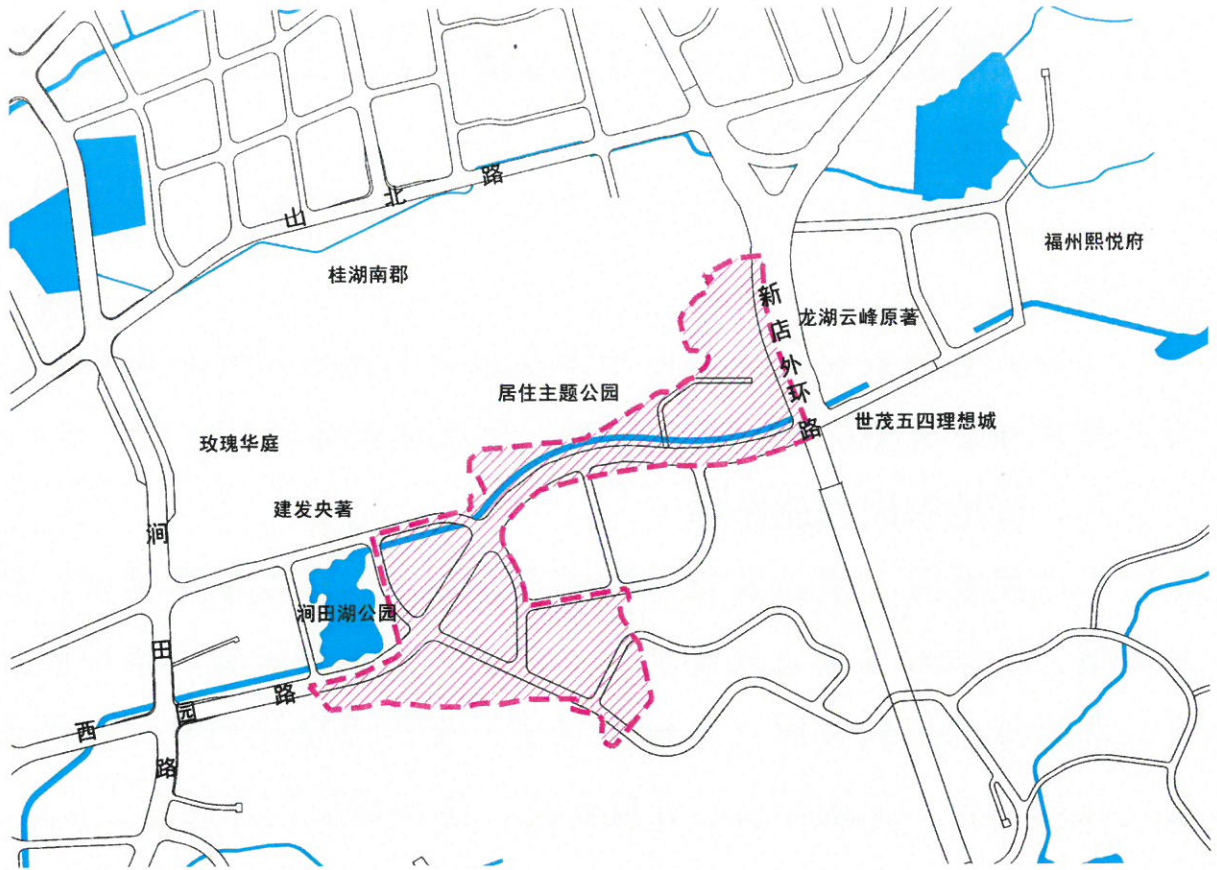 山北路
福州熙悦府
桂湖南郡
新店外环路
龙湖云峰原著
居住主题公园
世茂五四理想城
玫瑰华庭
建发央著
涧田路
涧田湖公园
西园路